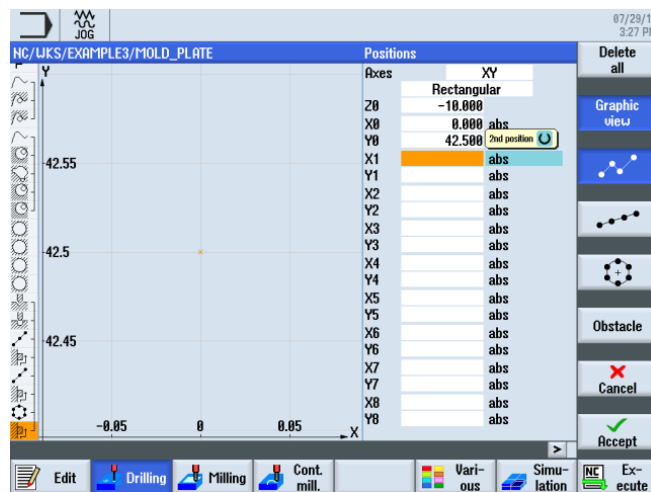 JOG
07/29/1
3:27 P
NC/WKS/EXAMPLE3/MOLD_PLATE
Positions
Delete
all
Y
Axes XY
Rectangular
Z0 -10.000
X0 0.000 abs
Y0 42.500 2nd position
X1 abs
Y1 abs
X2 abs
Y2 abs
X3 abs
Y3 abs
X4 abs
Y4 abs
X5 abs
Y5 abs
X6 abs
Y6 abs
X7 abs
Y7 abs
X8 abs
Y8 abs
42.55
42.5
42.45
-0.05 0 0.05 X
Graphic
view
Obstacle
Cancel
Accept
>
Edit
Drilling
Milling
Cont.
mill.
Vari-
ous
Simu-
lation
NC Ex-
ecute